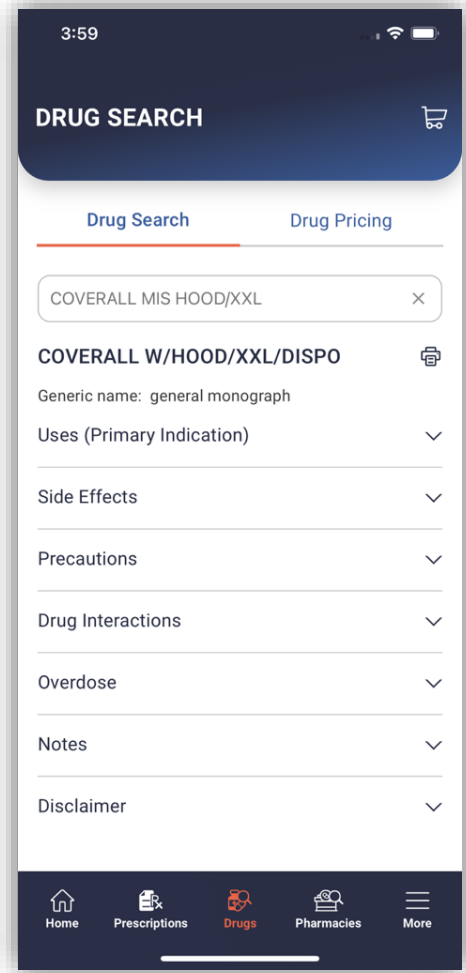 3:59
DRUG SEARCH
Drug Search Drug Pricing
COVERALL MIS HOOD/XXL
COVERALL W/HOOD/XXL/DISPO
Generic name: general monograph
Uses (Primary Indication)
Side Effects
Precautions
Drug Interactions
Overdose
Notes
Disclaimer
Home Prescriptions Drugs Pharmacies More